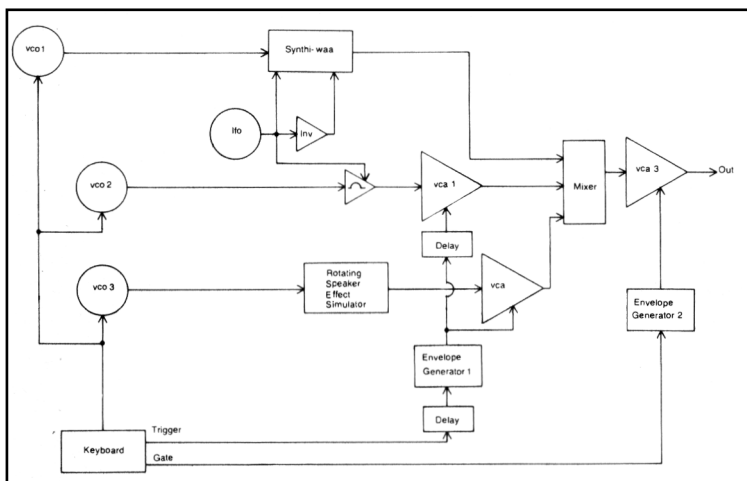 vco 1
Synthi-waa
lfo
Inv
vco 2
vca 1
Mixer
vca 3
Out
Delay
vco 3
Rotating
Speaker
Effect
Simulator
vca
Envelope
Generator 2
Envelope
Generator 1
Delay
Keyboard
Trigger
Gate